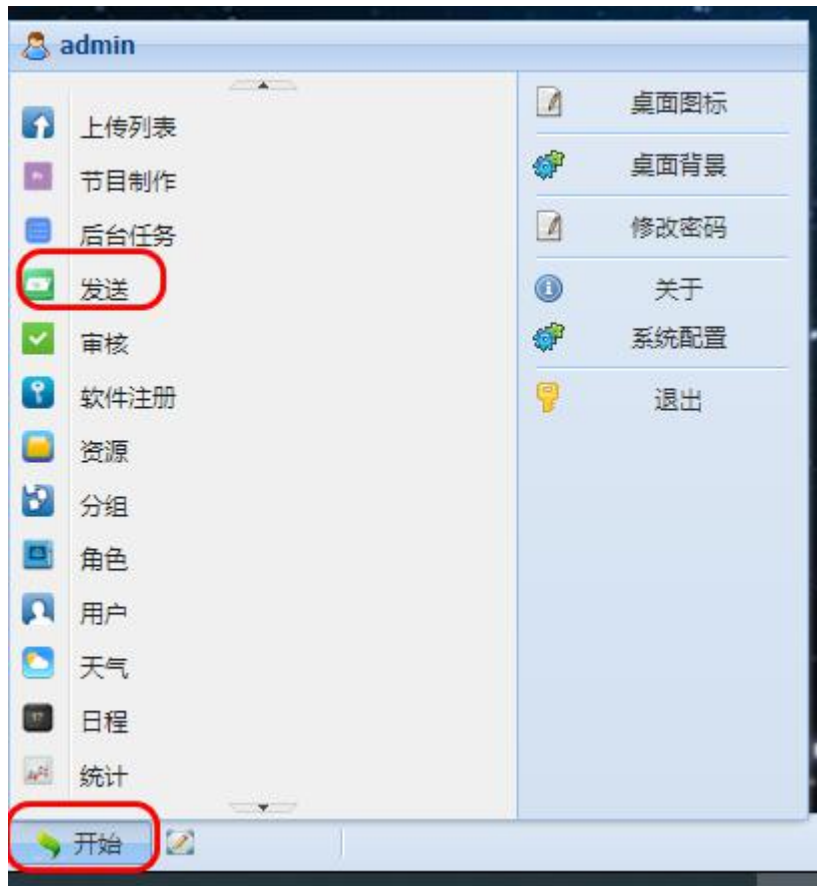 admin
上传列表
节目制作
后台任务
发送
审核
软件注册
资源
分组
角色
用户
天气
日程
统计
桌面图标
桌面背景
修改密码
关于
系统配置
退出
开始